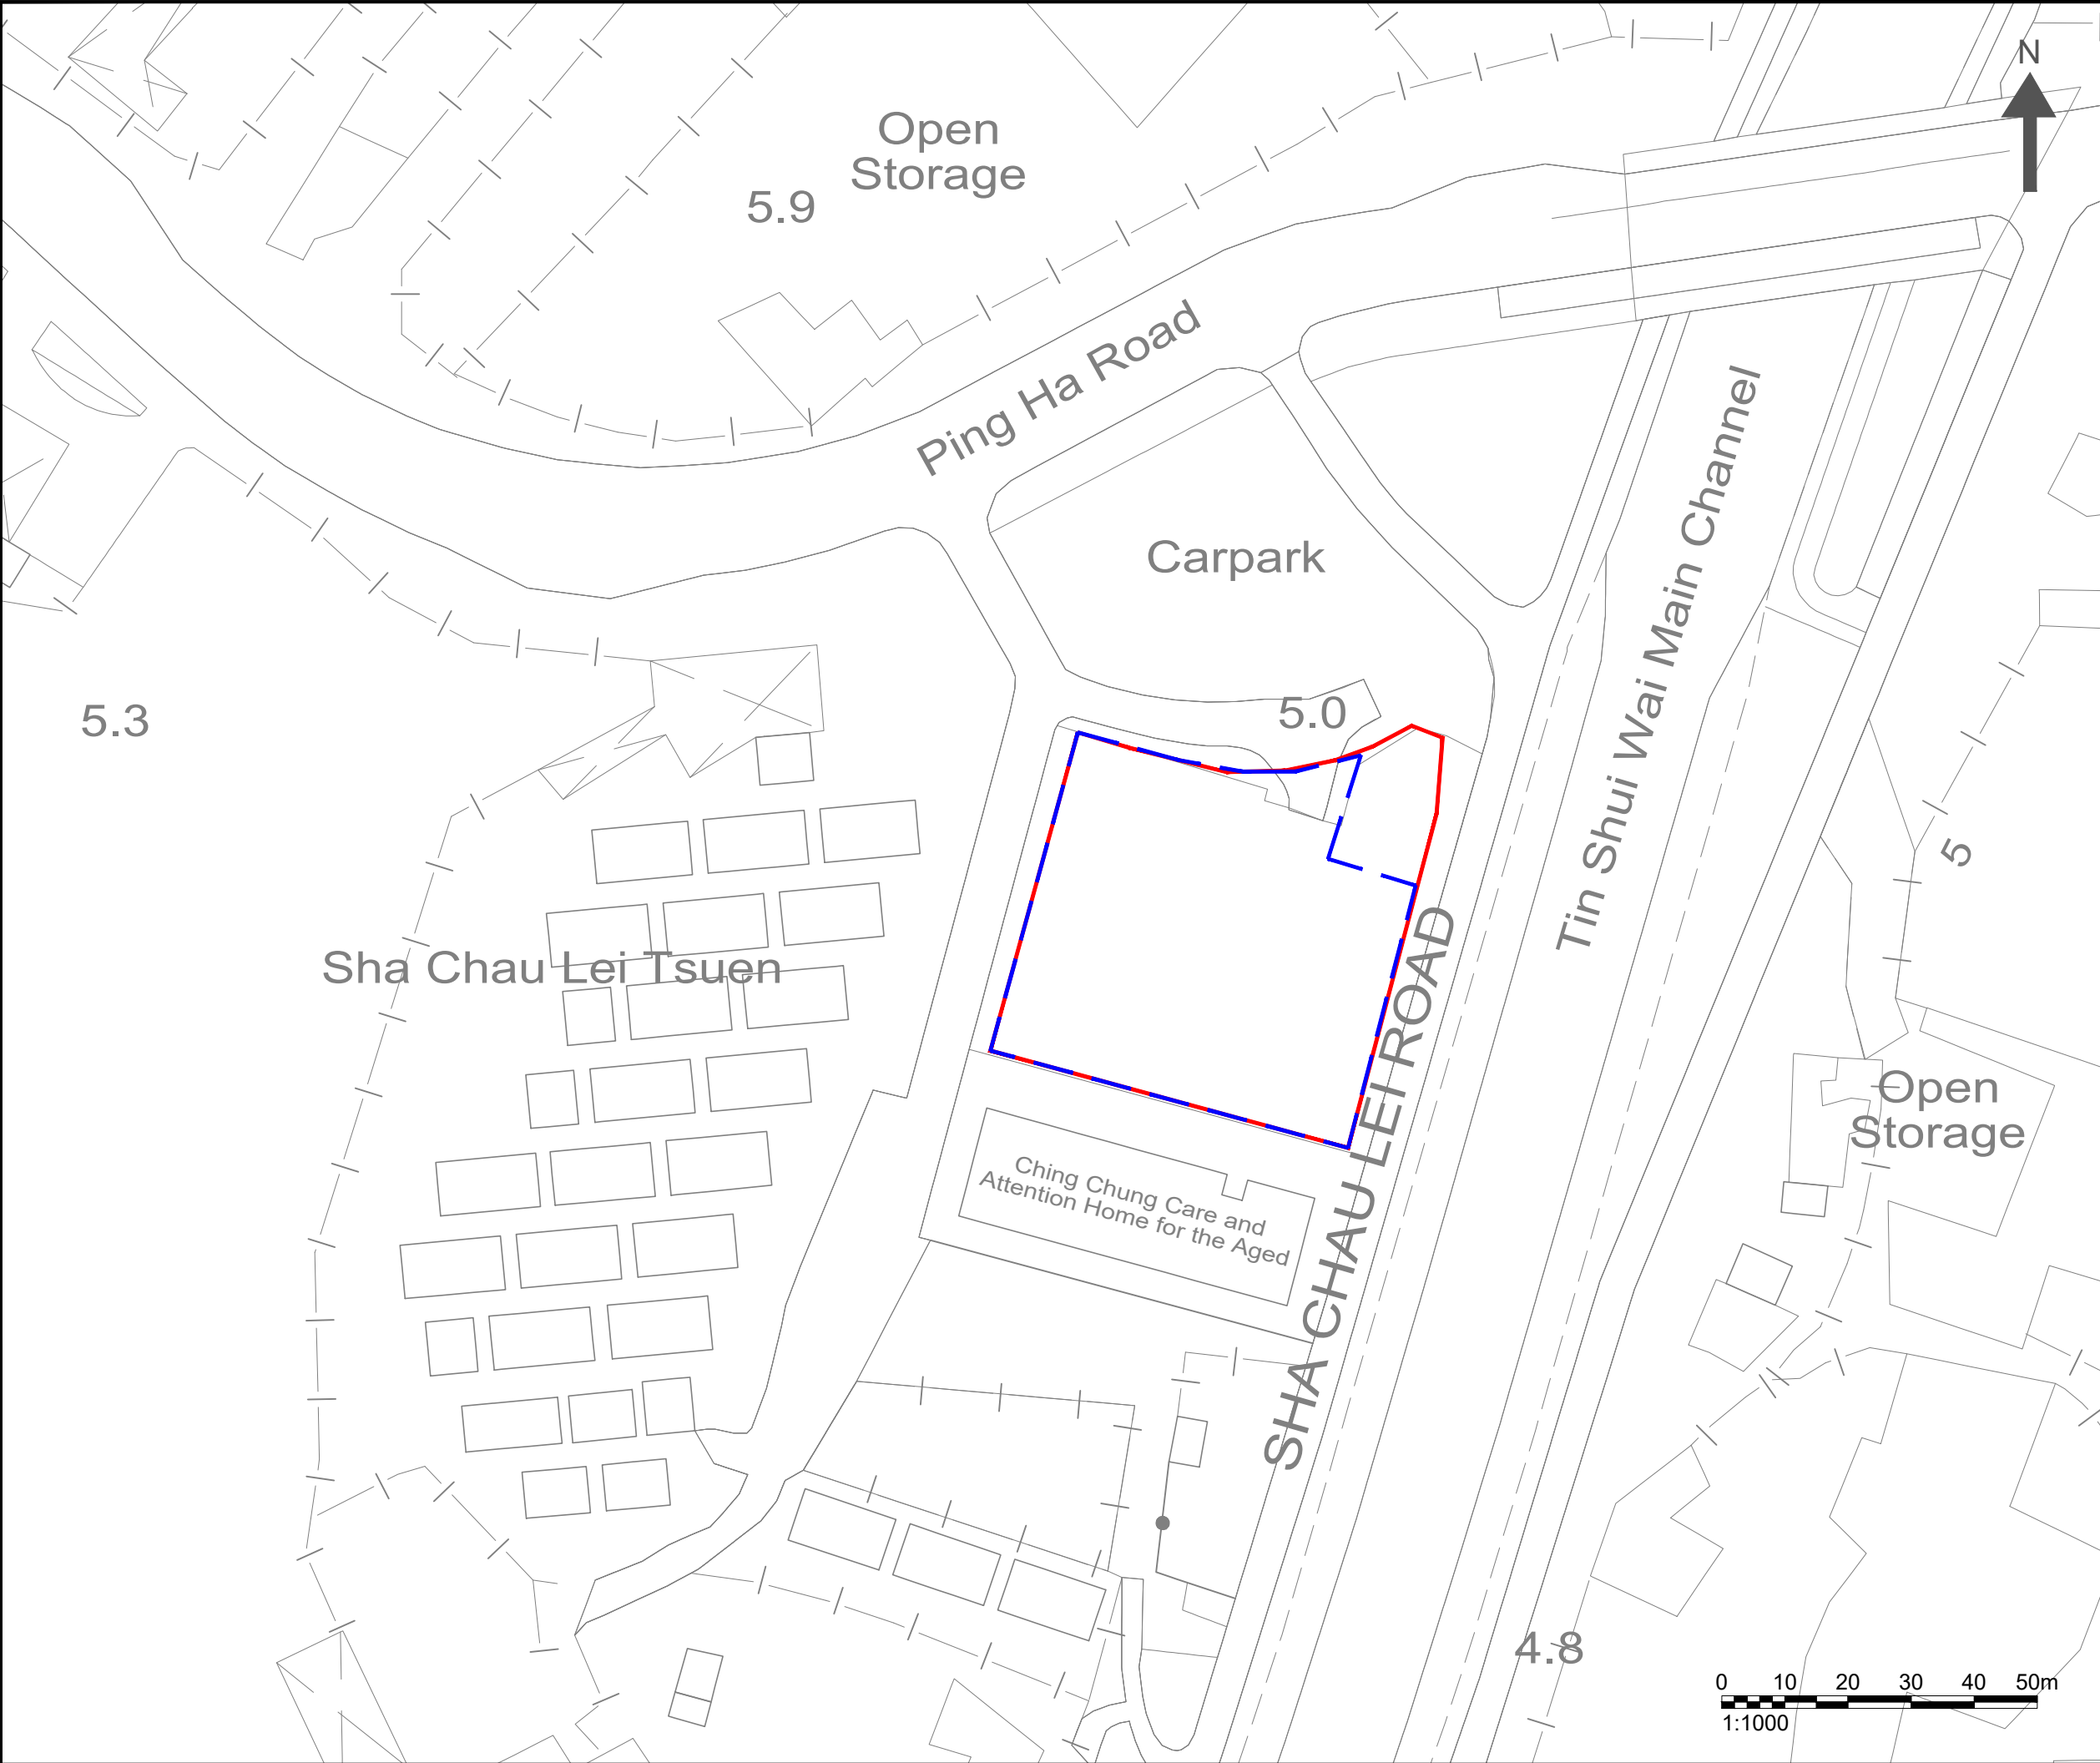 N
Open
Storage
5.9
Ping Ha Road
Carpark
Tin Shui Wai Main Channel
5.3
5.0
5
Sha Chau Lei Tsuen
SHA CHAU LEI ROAD
Open
Storage
Ching Chung Care and
Attention Home for the Aged
4.8
0 10 20 30 40 50m
1:1000